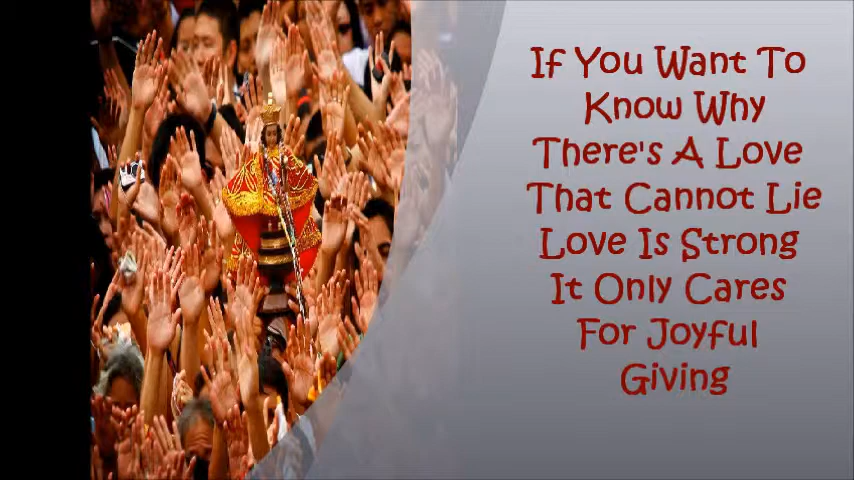 If You Want To
Know Why
There's A Love
That Cannot Lie
Love Is Strong
It Only Cares
For Joyful
Giving